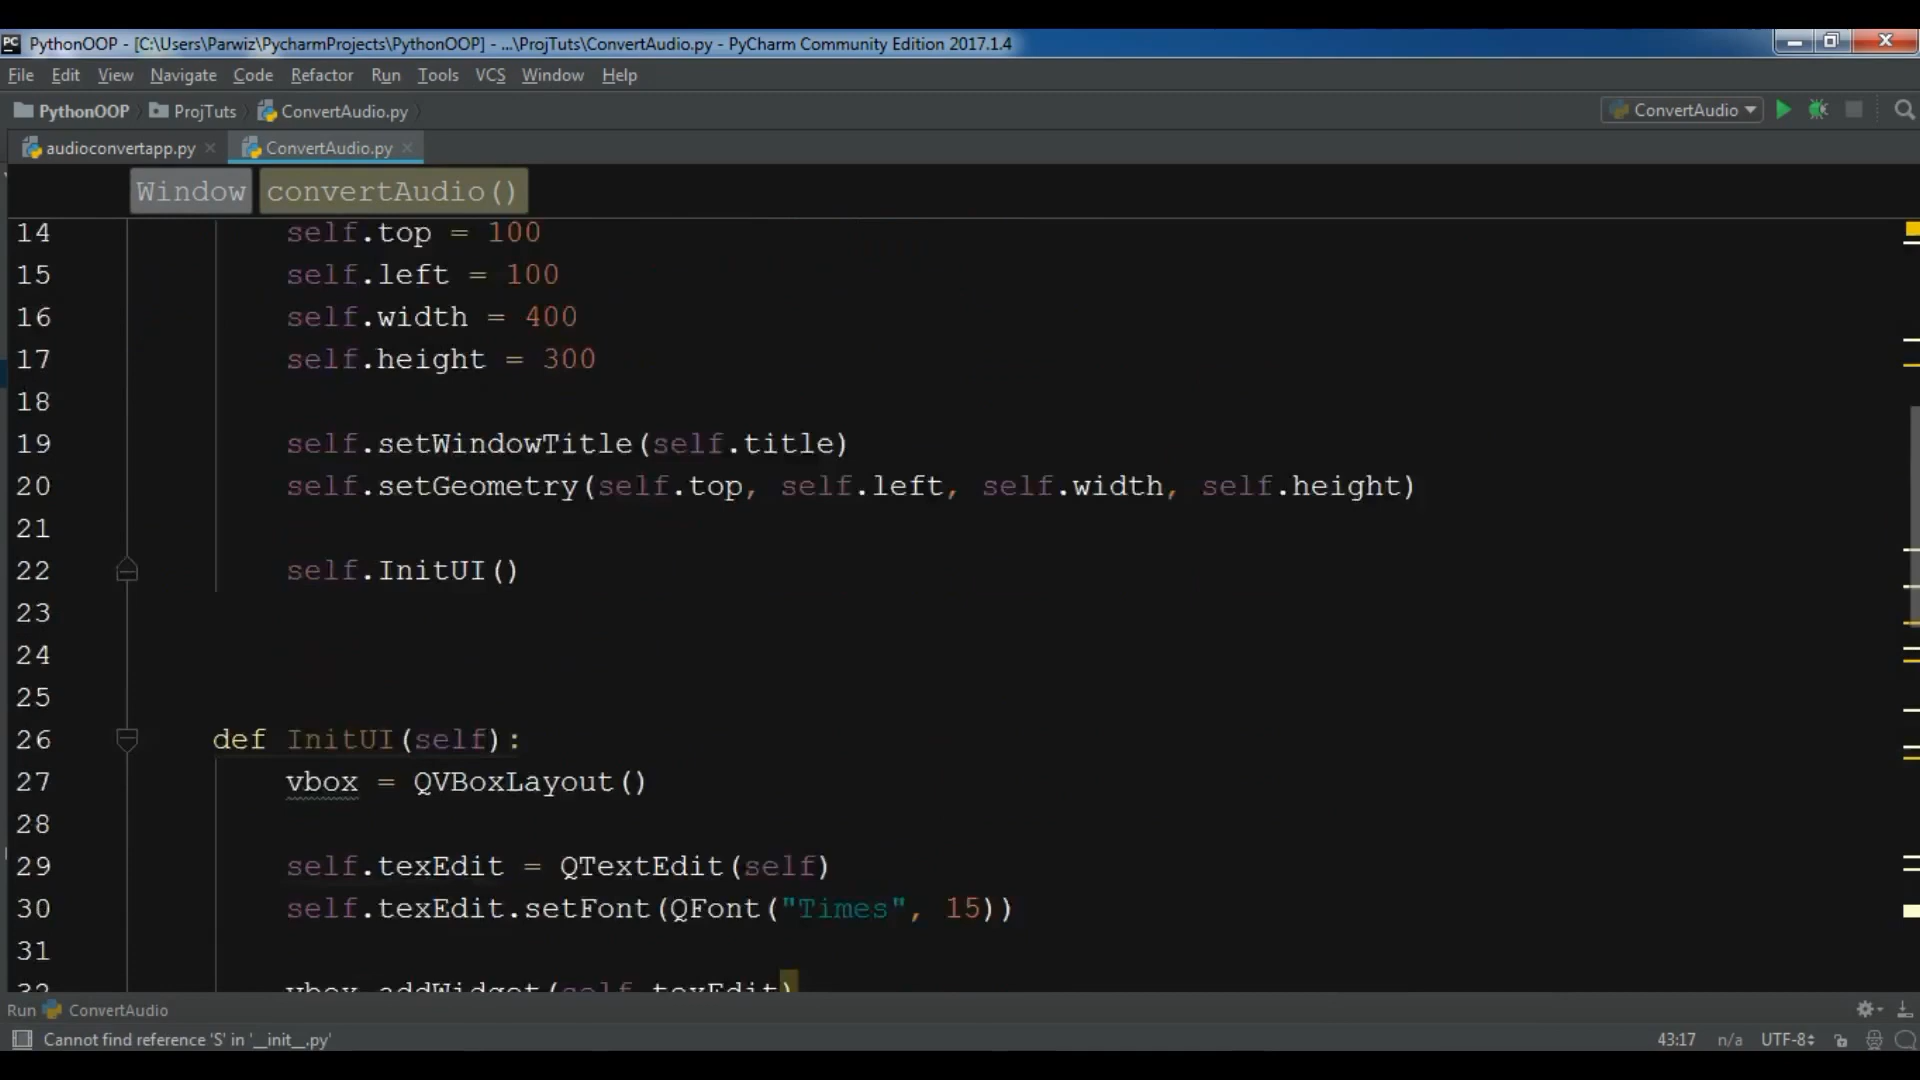 PythonOOP - [C:\Users\Parwiz\PycharmProjects\PythonOOP] - ...\ProjTuts\ConvertAudio.py - PyCharm Community Edition 2017.1.4
File Edit View Navigate Code Refactor Run Tools VCS Window Help
PythonOOP ProjTuts ConvertAudio.py ConvertAudio
audioconvertapp.py ConvertAudio.py
Window convertAudio()
14 self.top = 100
15 self.left = 100
16 self.width = 400
17 self.height = 300
18
19 self.setWindowTitle(self.title)
20 self.setGeometry(self.top, self.left, self.width, self.height)
21
22 self.InitUI()
23
24
25
26 def InitUI(self):
27 vbox = QVBoxLayout()
28
29 self.texEdit = QTextEdit(self)
30 self.texEdit.setFont(QFont("Times", 15))
31
32 vbox.addWidget(self.texEdit)
Run ConvertAudio
Cannot find reference 'S' in '__init__.py' 43:17 n/a UTF-8